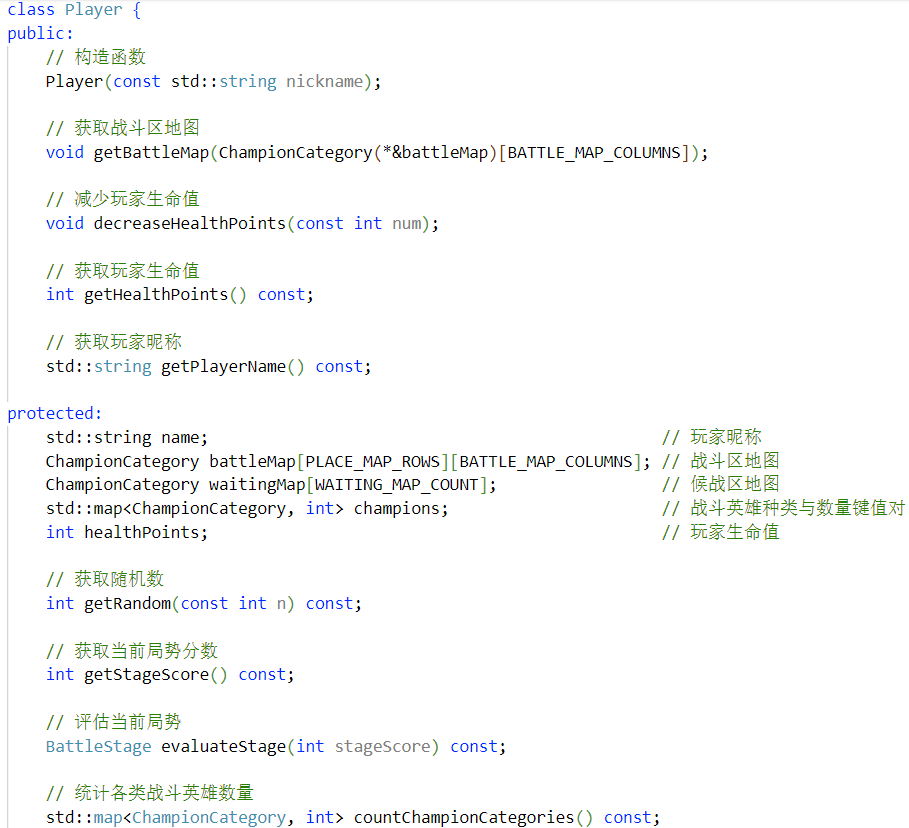 class Player {
public:
// 构造函数
Player(const std::string nickname);
// 获取战斗区地图
void getBattleMap(ChampionCategory(*&battleMap)[BATTLE_MAP_COLUMNS]);
// 减少玩家生命值
void decreaseHealthPoints(const int num);
// 获取玩家生命值
int getHealthPoints() const;
// 获取玩家昵称
std::string getPlayerName() const;
protected:
std::string name; // 玩家昵称
ChampionCategory battleMap[PLACE_MAP_ROWS][BATTLE_MAP_COLUMNS]; // 战斗区地图
ChampionCategory waitingMap[WAITING_MAP_COUNT]; // 候战区地图
std::map<ChampionCategory, int> champions; // 战斗英雄种类与数量键值对
int healthPoints; // 玩家生命值
// 获取随机数
int getRandom(const int n) const;
// 获取当前局势分数
int getStageScore() const;
// 评估当前局势
BattleStage evaluateStage(int stageScore) const;
// 统计各类战斗英雄数量
std::map<ChampionCategory, int> countChampionCategories() const;